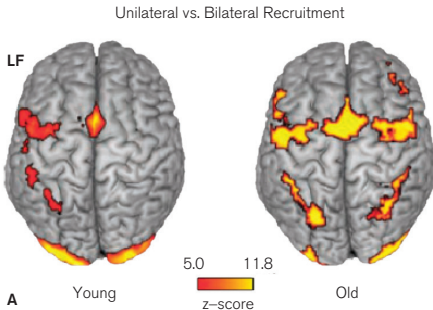 Unilateral vs. Bilateral Recruitment
LF
5.0 11.8
A Young z–score Old